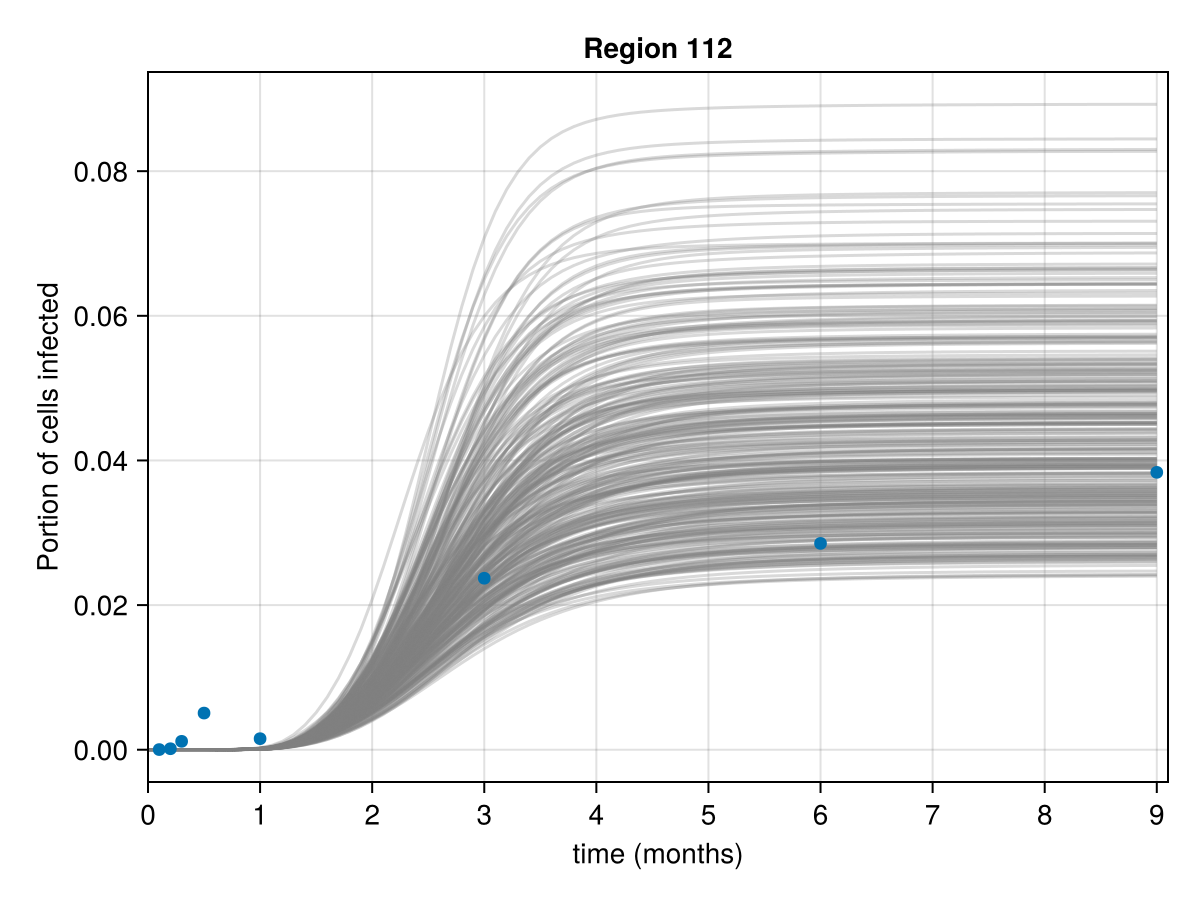 Region 112
Portion of cells infected
0.08
0.06
0.04
0.02
0.00
0 1 2 3 4 5 6 7 8 9
time (months)